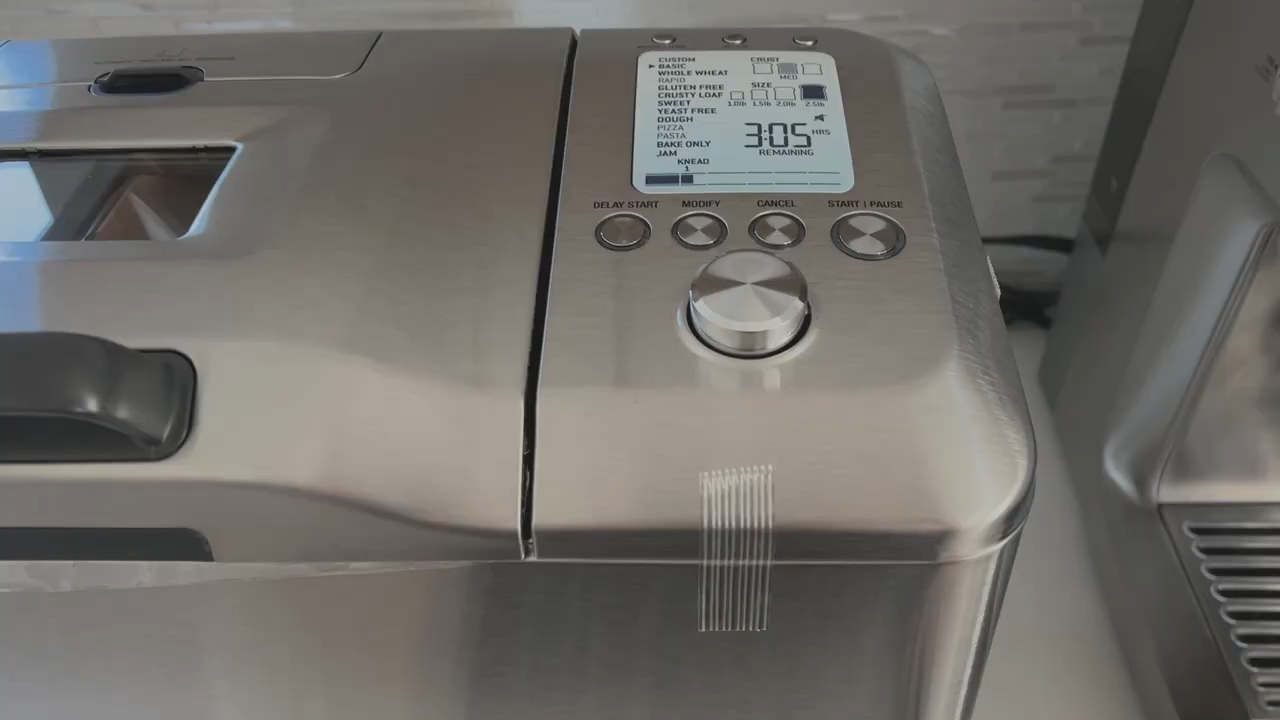 CUSTOM
BASIC
WHOLE WHEAT
RAPID
GLUTEN FREE
CRUSTY LOAF
SWEET
YEAST FREE
DOUGH
PIZZA
PASTA
BAKE ONLY
JAM
CRUST
MED
SIZE
1.0lb 1.5lb 2.0lb 2.5lb
3:05 HRS
REMAINING
KNEAD
1
DELAY START MODIFY CANCEL START | PAUSE